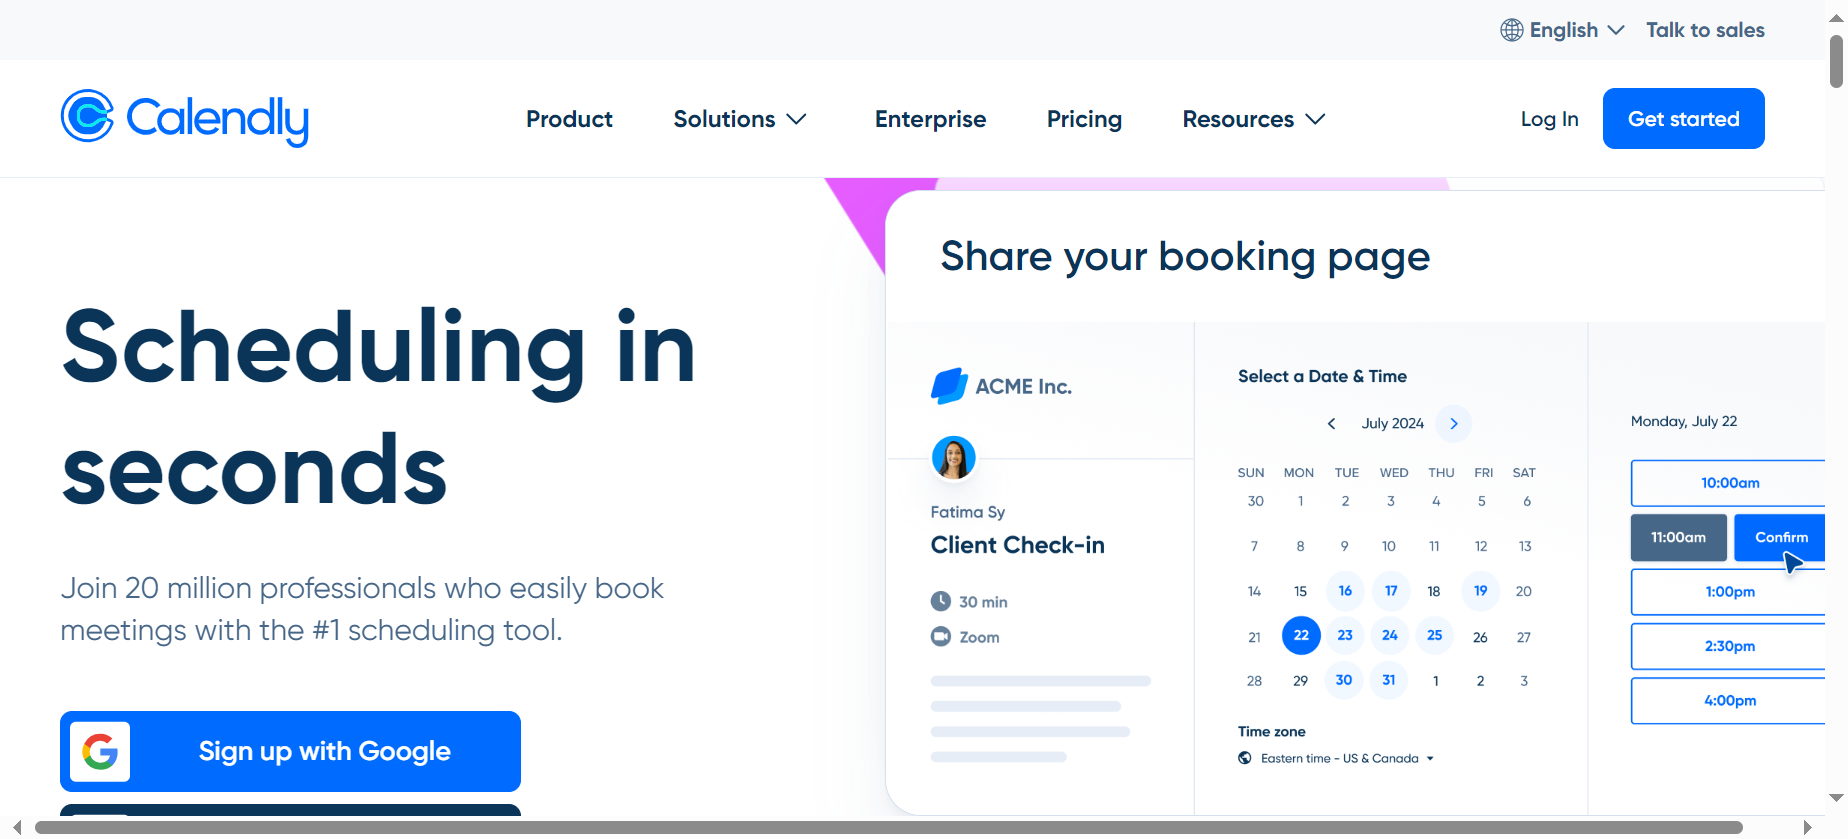 English Talk to sales
Calendly Product Solutions Enterprise Pricing Resources Log In Get started
Scheduling in
seconds
Join 20 million professionals who easily book
meetings with the #1 scheduling tool.
Sign up with Google
Share your booking page
ACME Inc.
Fatima Sy
Client Check-in
30 min
Zoom
Select a Date & Time
July 2024
SUN MON TUE WED THU FRI SAT
30 1 2 3 4 5 6
7 8 9 10 11 12 13
14 15 16 17 18 19 20
21 22 23 24 25 26 27
28 29 30 31 1 2 3
Time zone
Eastern time - US & Canada
Monday, July 22
10:00am
11:00am Confirm
1:00pm
2:30pm
4:00pm